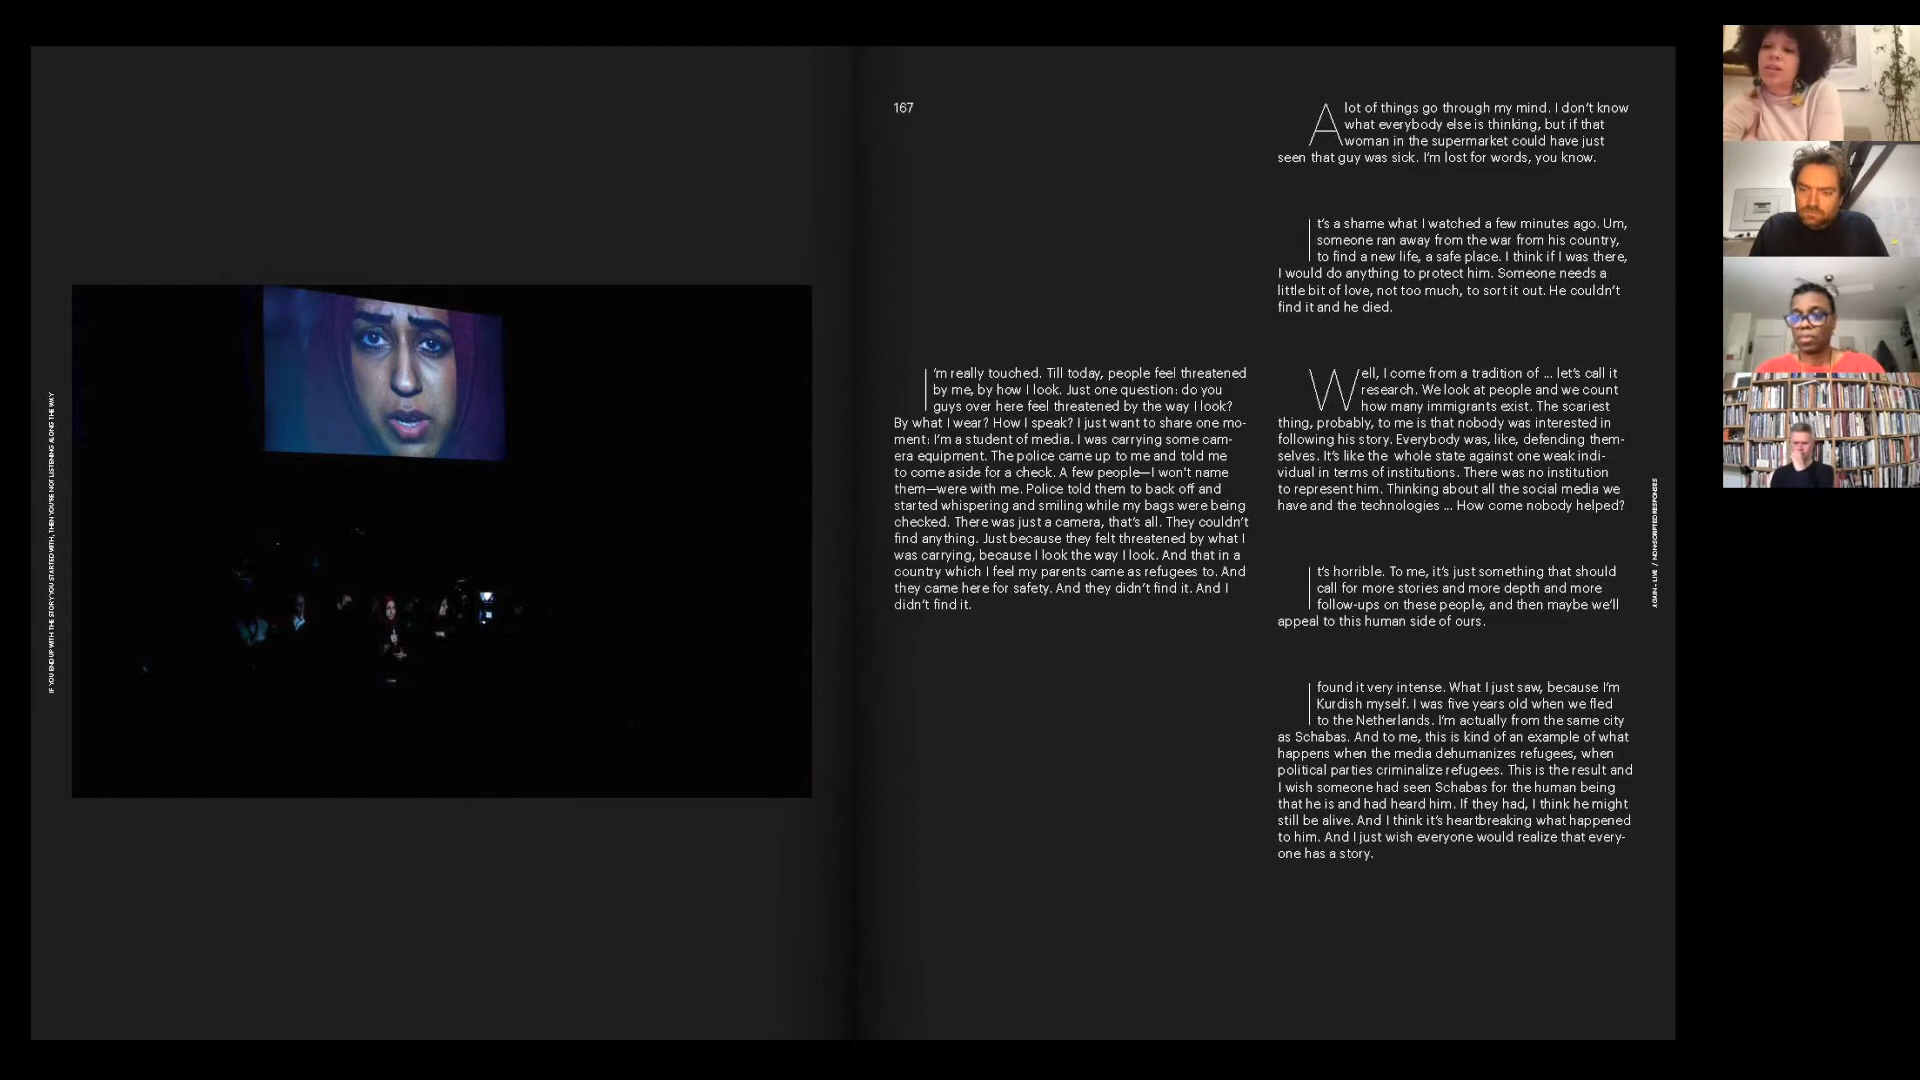 IF YOU END UP WITH THE STORY YOU STARTED WITH, THEN YOU'RE NOT LISTENING ALONG THE WAY
167
'm really touched. Till today, people feel threatened
by me, by how I look. Just one question: do you
guys over here feel threatened by the way I look?
By what I wear? How I speak? I just want to share one mo-
ment: I'm a student of media. I was carrying some cam-
era equipment. The police came up to me and told me
to come aside for a check. A few people—I won't name
them—were with me. Police told them to back off and
started whispering and smiling while my bags were being
checked. There was just a camera, that's all. They couldn't
find anything. Just because they felt threatened by what I
was carrying, because I look the way I look. And that in a
country which I feel my parents came as refugees to. And
they came here for safety. And they didn't find it. And I
didn't find it.
A lot of things go through my mind. I don't know
what everybody else is thinking, but if that
woman in the supermarket could have just
seen that guy was sick. I'm lost for words, you know.
It's a shame what I watched a few minutes ago. Um,
someone ran away from the war from his country,
to find a new life, a safe place. I think if I was there,
I would do anything to protect him. Someone needs a
little bit of love, not too much, to sort it out. He couldn't
find it and he died.
Well, I come from a tradition of ... let's call it
research. We look at people and we count
how many immigrants exist. The scariest
thing, probably, to me is that nobody was interested in
following his story. Everybody was, like, defending them-
selves. It's like the whole state against one weak indi-
vidual in terms of institutions. There was no institution
to represent him. Thinking about all the social media we
have and the technologies ... How come nobody helped?
It's horrible. To me, it's just something that should
call for more stories and more depth and more
follow-ups on these people, and then maybe we'll
appeal to this human side of ours.
I found it very intense. What I just saw, because I'm
Kurdish myself. I was five years old when we fled
to the Netherlands. I'm actually from the same city
as Schabas. And to me, this is kind of an example of what
happens when the media dehumanizes refugees, when
political parties criminalize refugees. This is the result and
I wish someone had seen Schabas for the human being
that he is and had heard him. If they had, I think he might
still be alive. And I think it's heartbreaking what happened
to him. And I just wish everyone would realize that every-
one has a story.
LIVE / NON-SCRIPTED RESPONSES